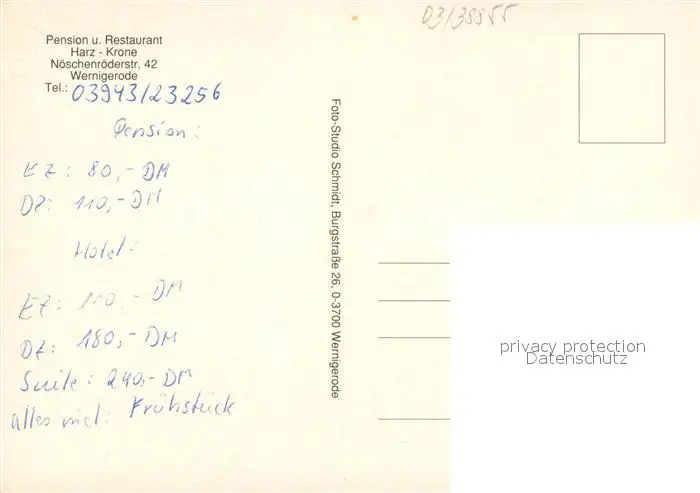 03/38855
Pension u. Restaurant
Harz - Krone
Nöschenröderstr. 42
Wernigerode
Tel.: 03943/23256
Pension:
EZ: 80,- DM
DZ: 110,- DM
Hotel:
EZ: 110,- DM
DZ: 180,- DM
Suite: 240,- DM
alles incl: Frühstück
Foto-Studio Schmidt, Burgstraße 26, 0-3700 Wernigerode
privacy protection
Datenschutz